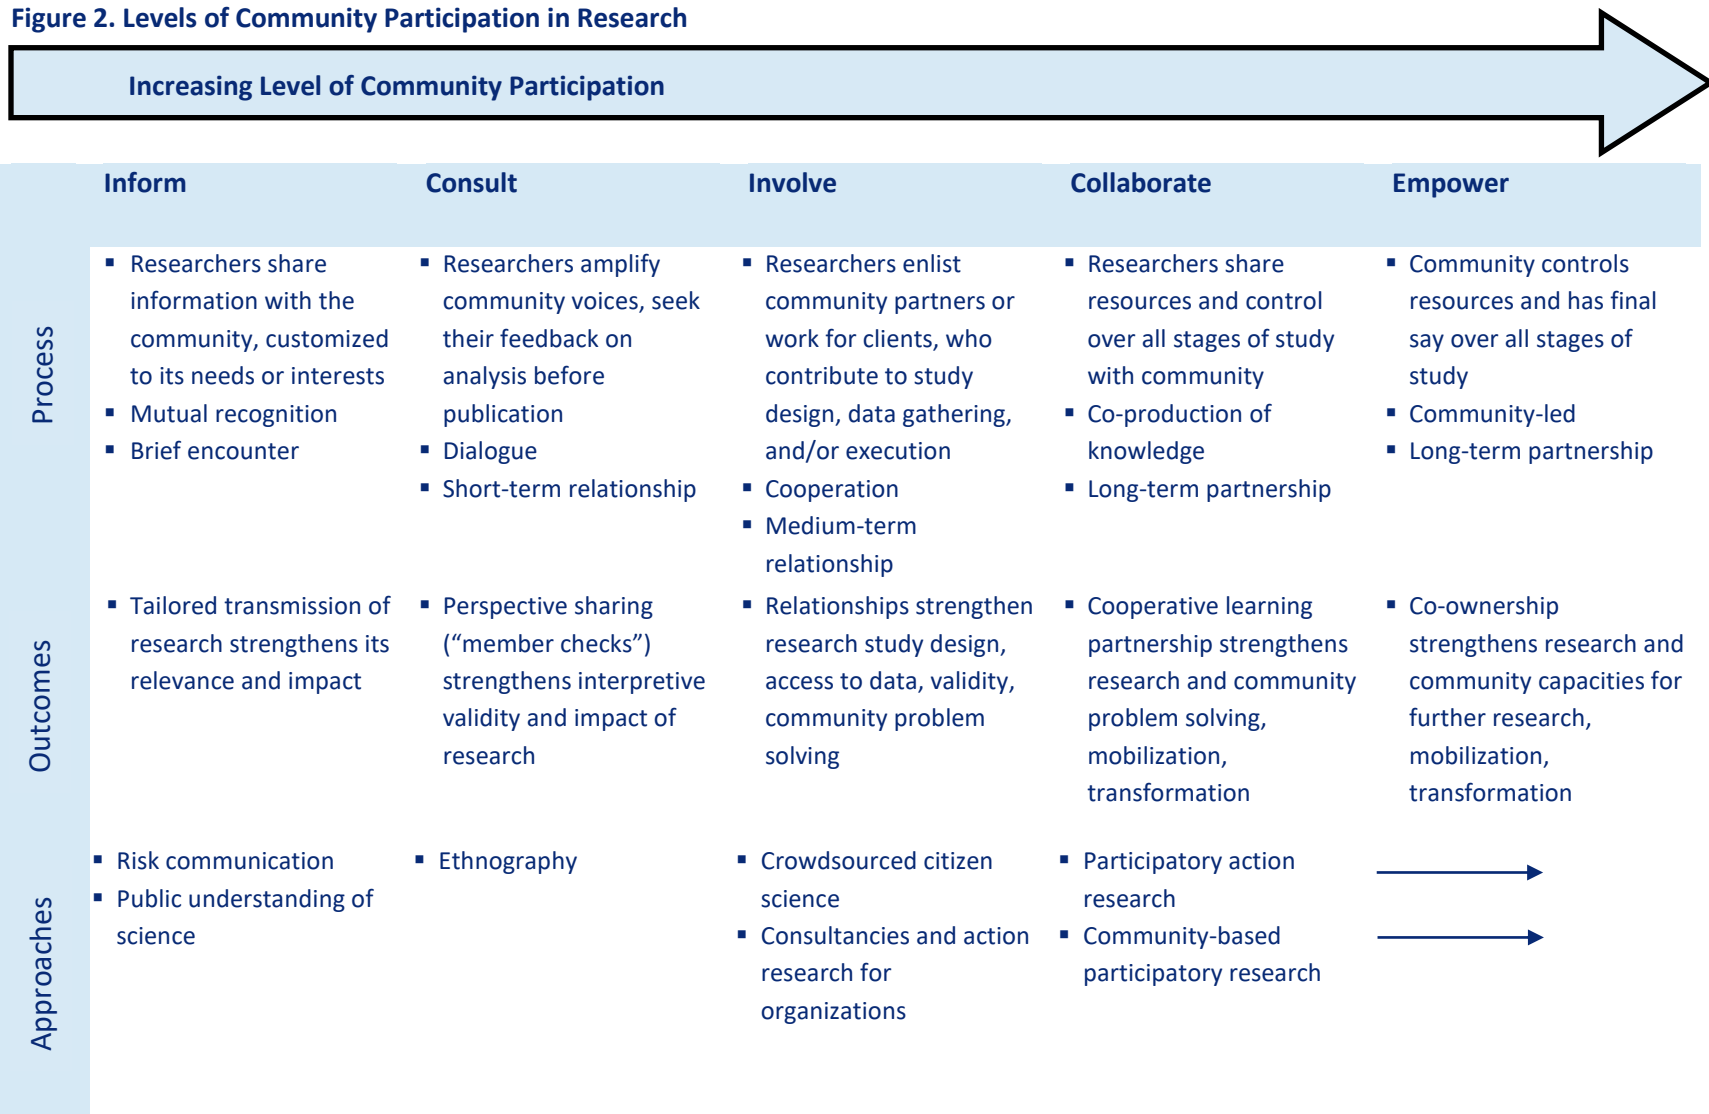 Figure 2. Levels of Community Participation in Research
Increasing Level of Community Participation
Inform
Consult
Involve
Collaborate
Empower
Process
▪ Researchers share
information with the
community, customized
to its needs or interests
▪ Mutual recognition
▪ Brief encounter
▪ Researchers amplify
community voices, seek
their feedback on
analysis before
publication
▪ Dialogue
▪ Short-term relationship
▪ Researchers enlist
community partners or
work for clients, who
contribute to study
design, data gathering,
and/or execution
▪ Cooperation
▪ Medium-term
relationship
▪ Researchers share
resources and control
over all stages of study
with community
▪ Co-production of
knowledge
▪ Long-term partnership
▪ Community controls
resources and has final
say over all stages of
study
▪ Community-led
▪ Long-term partnership
Outcomes
▪ Tailored transmission of
research strengthens its
relevance and impact
▪ Perspective sharing
(“member checks”)
strengthens interpretive
validity and impact of
research
▪ Relationships strengthen
research study design,
access to data, validity,
community problem
solving
▪ Cooperative learning
partnership strengthens
research and community
problem solving,
mobilization,
transformation
▪ Co-ownership
strengthens research and
community capacities for
further research,
mobilization,
transformation
Approaches
▪ Risk communication
▪ Public understanding of
science
▪ Ethnography
▪ Crowdsourced citizen
science
▪ Consultancies and action
research for
organizations
▪ Participatory action
research
▪ Community-based
participatory research